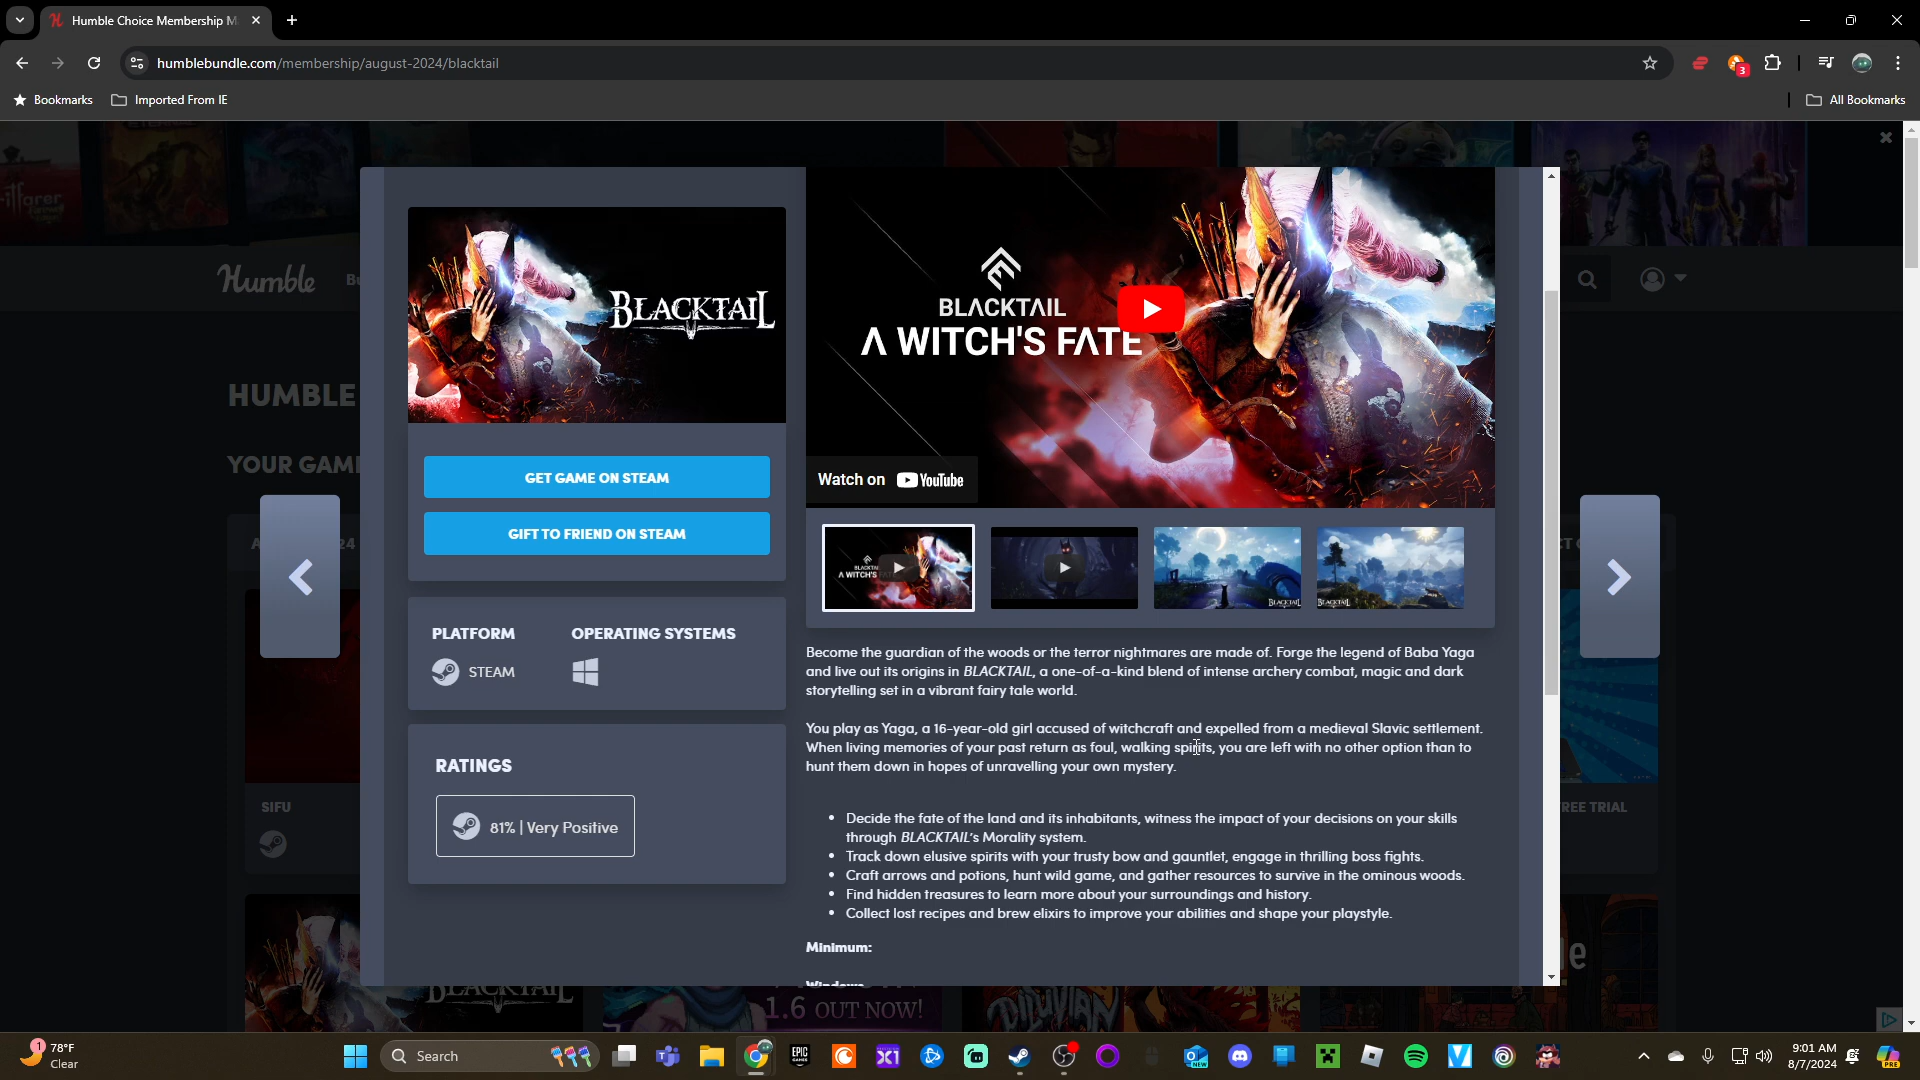 Humble Choice Membership M
humblebundle.com/membership/august-2024/blacktail
3
Bookmarks
Imported From IE
All Bookmarks
Humble
Bu
HUMBLE
YOUR GAM
BLACKTAIL
BLACKTAIL
A WITCH'S FATE
Watch on YouTube
GET GAME ON STEAM
GIFT TO FRIEND ON STEAM
PLATFORM
OPERATING SYSTEMS
STEAM
RATINGS
81% | Very Positive
Become the guardian of the woods or the terror nightmares are made of. Forge the legend of Baba Yaga
and live out its origins in BLACKTAIL, a one-of-a-kind blend of intense archery combat, magic and dark
storytelling set in a vibrant fairy tale world.
You play as Yaga, a 16-year-old girl accused of witchcraft and expelled from a medieval Slavic settlement.
When living memories of your past return as foul, walking spirits, you are left with no other option than to
hunt them down in hopes of unravelling your own mystery.
• Decide the fate of the land and its inhabitants, witness the impact of your decisions on your skills
through BLACKTAIL's Morality system.
• Track down elusive spirits with your trusty bow and gauntlet, engage in thrilling boss fights.
• Craft arrows and potions, hunt wild game, and gather resources to survive in the ominous woods.
• Find hidden treasures to learn more about your surroundings and history.
• Collect lost recipes and brew elixirs to improve your abilities and shape your playstyle.
Minimum:
Windows
SIFU
REE TRIAL
BLACKTAIL
1.6 OUT NOW!
78°F
Clear
Search
EPIC
GAMES
9:01 AM
8/7/2024